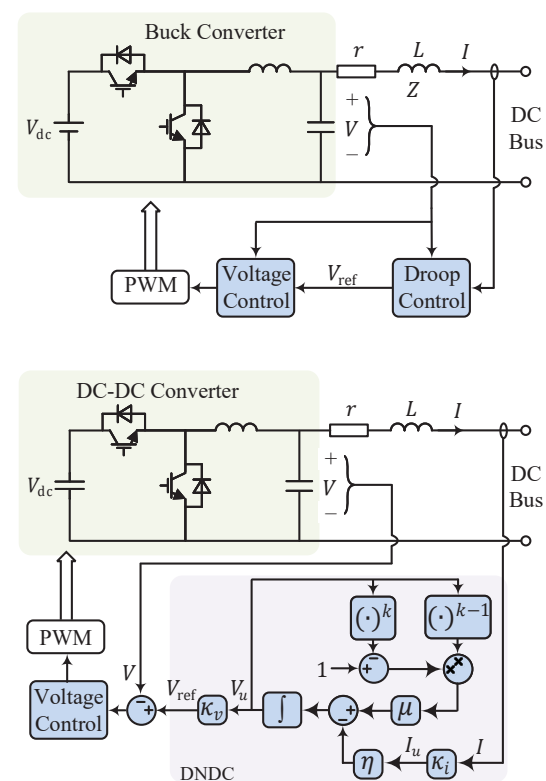 Buck Converter
r
L
I
Z
V_dc
+
V
−
DC
Bus
PWM
Voltage
Control
V_ref
Droop
Control
DC-DC Converter
r
L
I
V_dc
+
V
−
DC
Bus
PWM
(·)^k
(·)^{k−1}
1
+
−
××
V
Voltage
Control
−
+
V_ref
κ_v
V_u
∫
−
+
μ
η
I_u
κ_i
I
DNDC